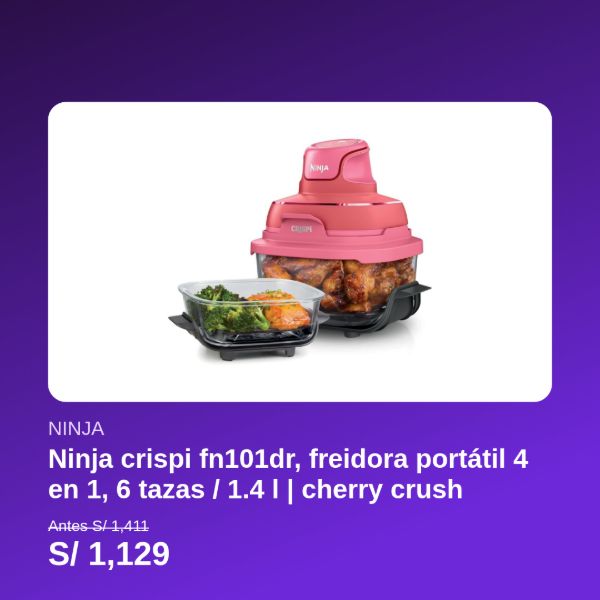 NINJA
CRISPI
NINJA
Ninja crispi fn101dr, freidora portátil 4
en 1, 6 tazas / 1.4 l | cherry crush
Antes S/ 1,411
S/ 1,129